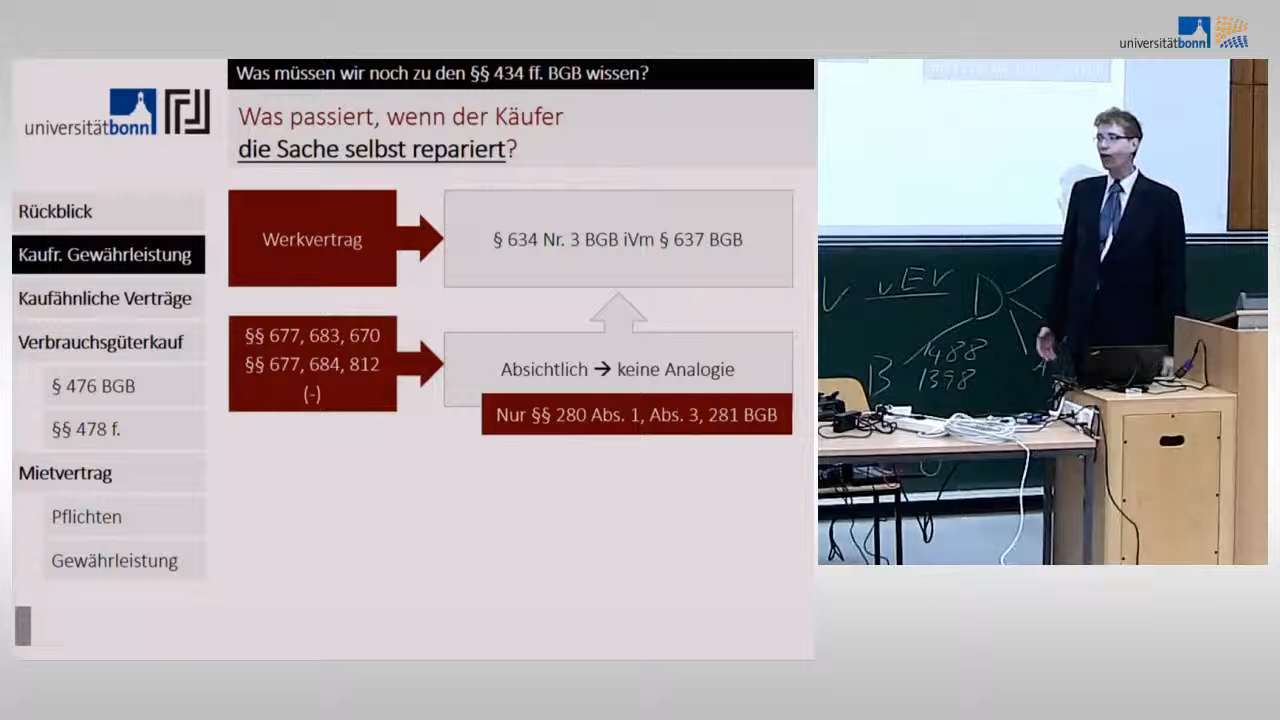 universitätbonn
Was müssen wir noch zu den §§ 434 ff. BGB wissen?
universitätbonn
Was passiert, wenn der Käufer
die Sache selbst repariert?
Rückblick
Kaufr. Gewährleistung
Kaufähnliche Verträge
Verbrauchsgüterkauf
§ 476 BGB
§§ 478 f.
Mietvertrag
Pflichten
Gewährleistung
Werkvertrag
§ 634 Nr. 3 BGB iVm § 637 BGB
§§ 677, 683, 670
§§ 677, 684, 812
(-)
Absichtlich → keine Analogie
Nur §§ 280 Abs. 1, Abs. 3, 281 BGB
V vEV D
B 1488
1398
A